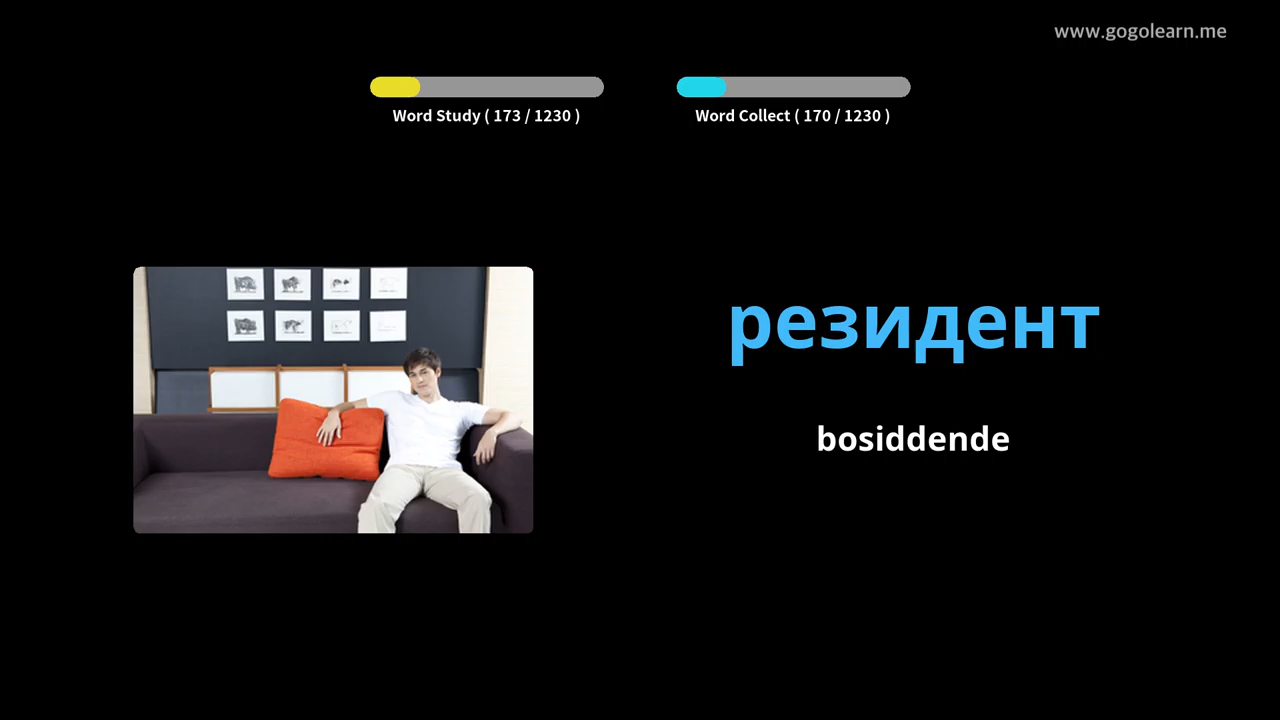 www.gogolearn.me
Word Study ( 173 / 1230 )
Word Collect ( 170 / 1230 )
резидент
bosiddende